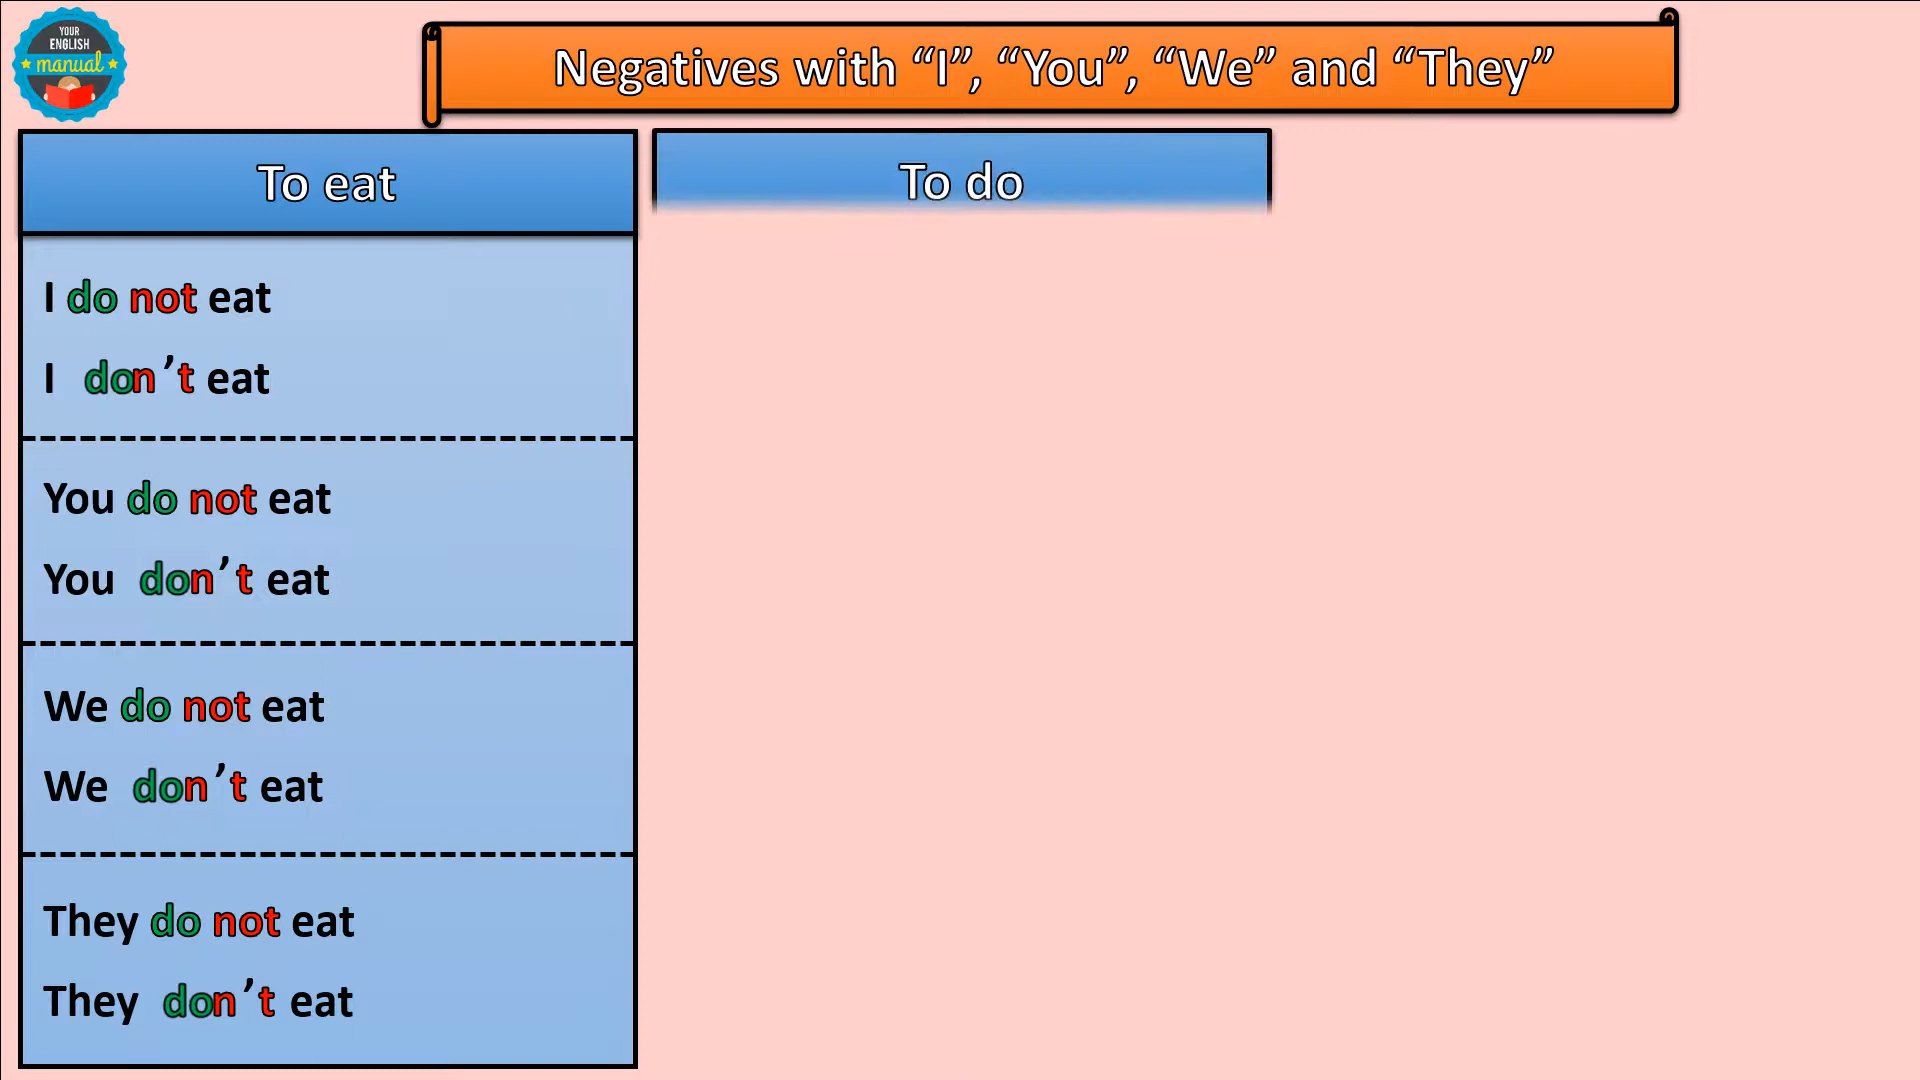 YOUR
ENGLISH
manual
Negatives with “I”, “You”, “We” and “They”
To eat
I do not eat
I don’t eat
You do not eat
You don’t eat
We do not eat
We don’t eat
They do not eat
They don’t eat
To do